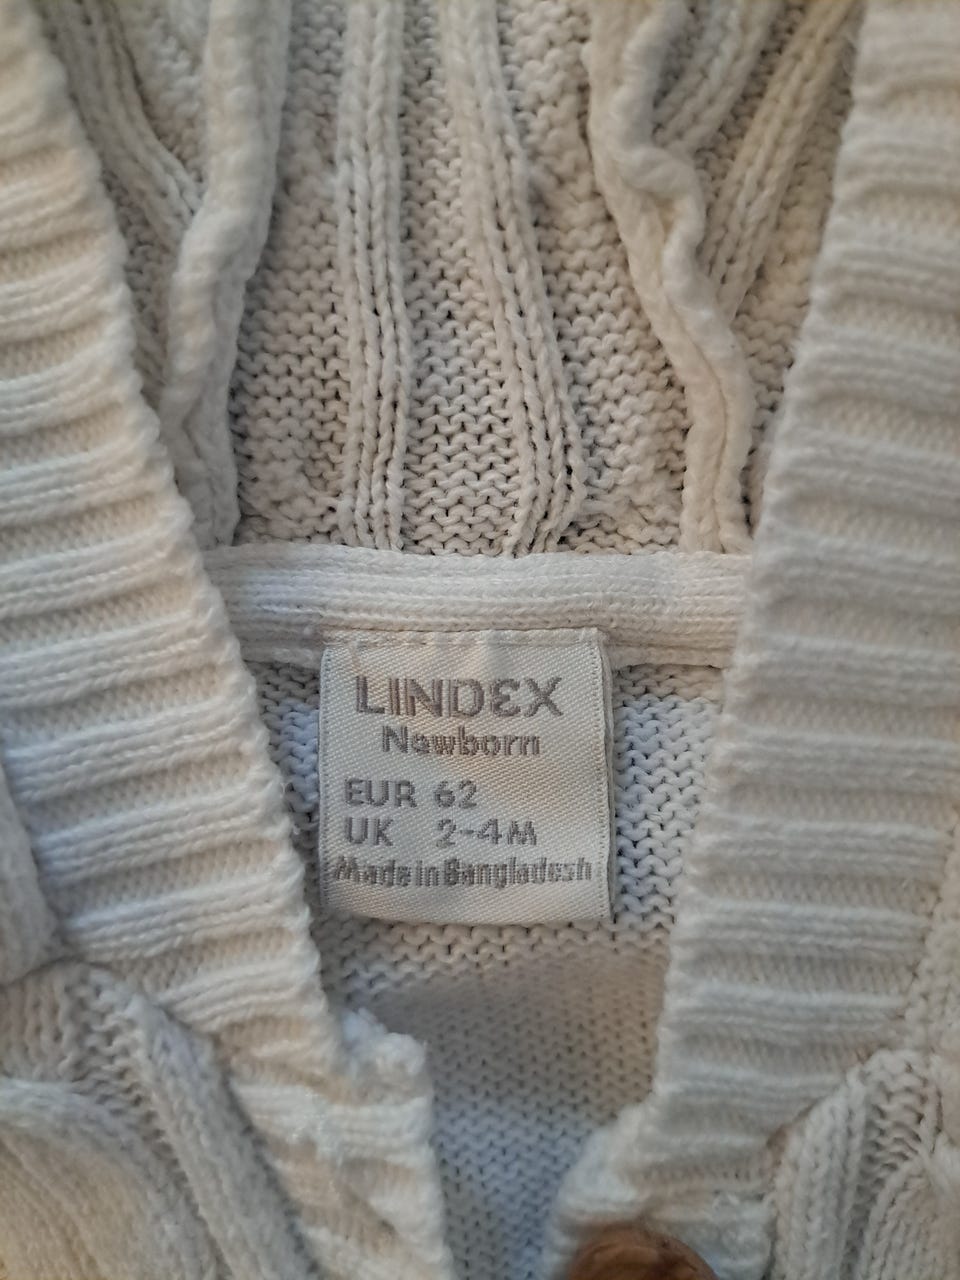 LINDEX
Newborn
EUR 62
UK 2-4M
Made in Bangladesh